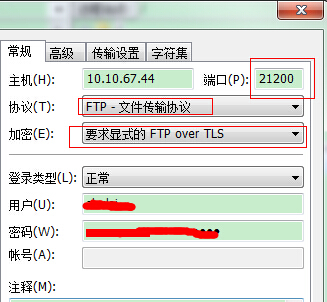 常规 高级 传输设置 字符集
主机(H): 10.10.67.44 端口(P): 21200
协议(T): FTP - 文件传输协议
加密(E): 要求显式的 FTP over TLS
登录类型(L): 正常
用户(U):
密码(W):
帐号(A):
注释(M):